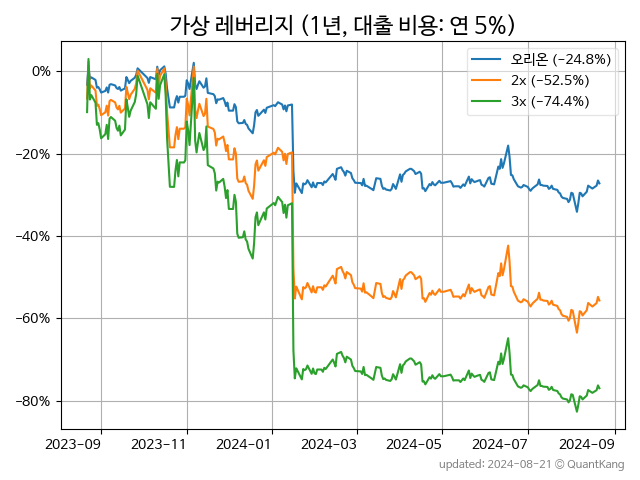 가상 레버리지 (1년, 대출 비용: 연 5%)
오리온 (−24.8%)
2x (−52.5%)
3x (−74.4%)
0%
−20%
−40%
−60%
−80%
2023-09 2023-11 2024-01 2024-03 2024-05 2024-07 2024-09
updated: 2024-08-21 © QuantKang